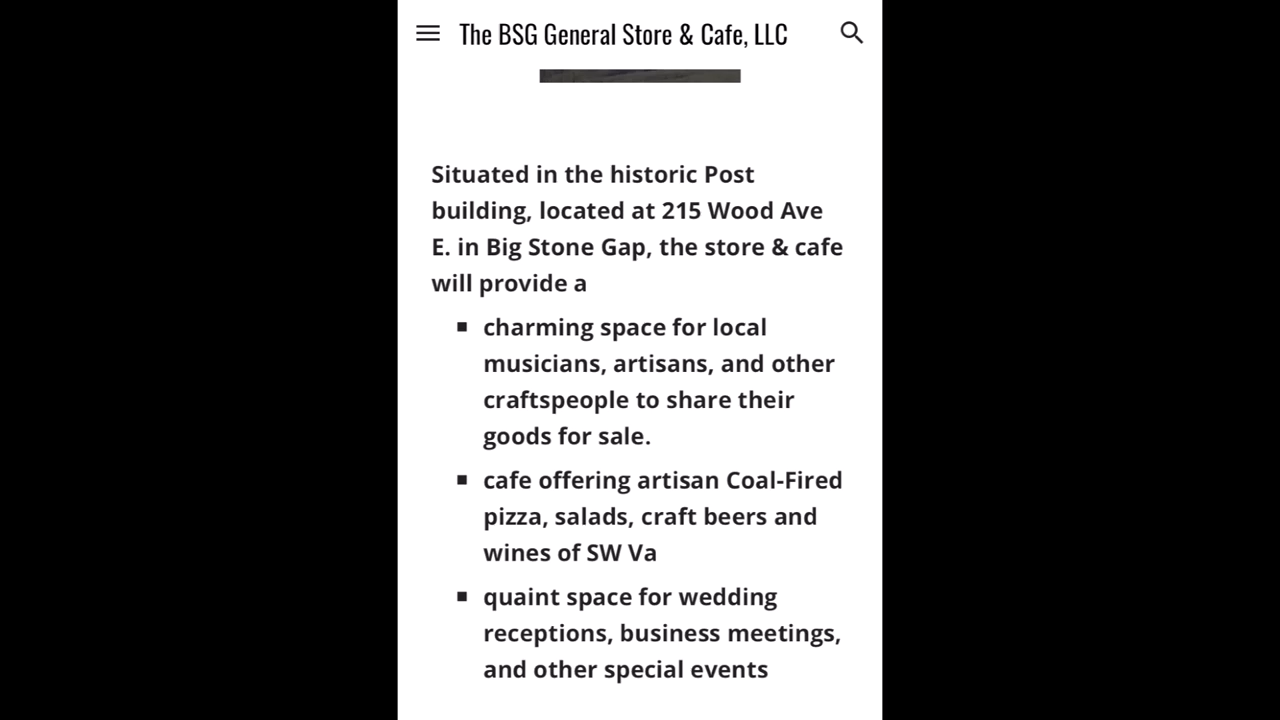 The BSG General Store & Cafe, LLC
Situated in the historic Post
building, located at 215 Wood Ave
E. in Big Stone Gap, the store & cafe
will provide a
▪ charming space for local
musicians, artisans, and other
craftspeople to share their
goods for sale.
▪ cafe offering artisan Coal-Fired
pizza, salads, craft beers and
wines of SW Va
▪ quaint space for wedding
receptions, business meetings,
and other special events